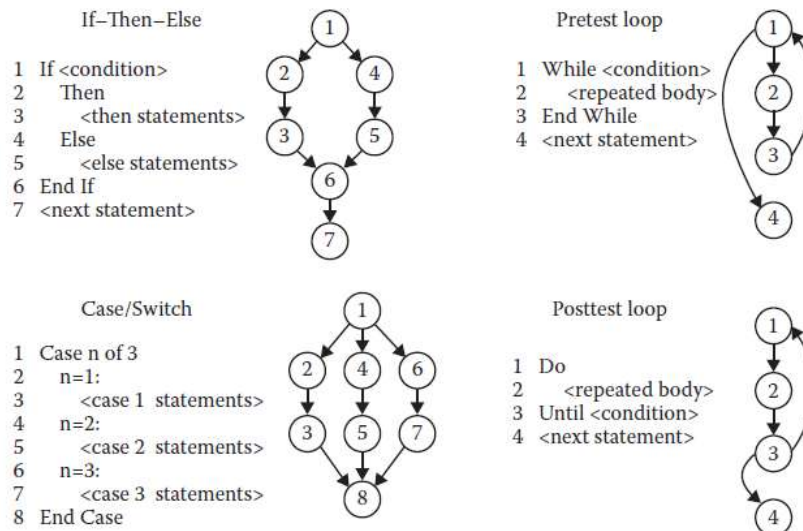 If–Then–Else
1 If <condition>
2 Then
3 <then statements>
4 Else
5 <else statements>
6 End If
7 <next statement>
1
2
4
3
5
6
7
Pretest loop
1 While <condition>
2 <repeated body>
3 End While
4 <next statement>
1
2
3
4
Case/Switch
1 Case n of 3
2 n=1:
3 <case 1 statements>
4 n=2:
5 <case 2 statements>
6 n=3:
7 <case 3 statements>
8 End Case
1
2
4
6
3
5
7
8
Posttest loop
1 Do
2 <repeated body>
3 Until <condition>
4 <next statement>
1
2
3
4